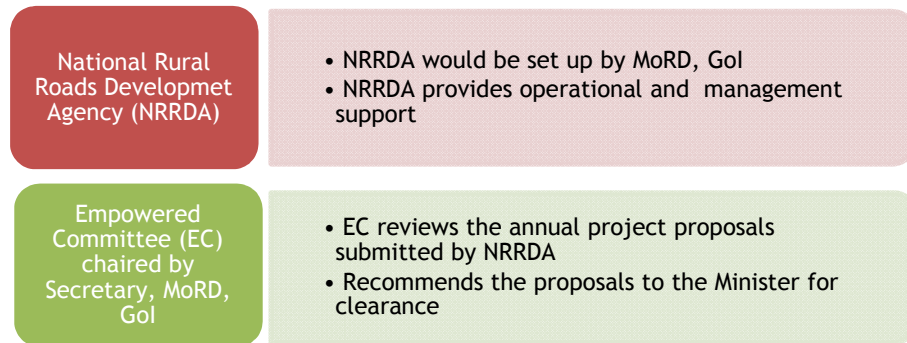 National Rural
Roads Developmet
Agency (NRRDA)
• NRRDA would be set up by MoRD, GoI
• NRRDA provides operational and management
support
Empowered
Committee (EC)
chaired by
Secretary, MoRD,
GoI
• EC reviews the annual project proposals
submitted by NRRDA
• Recommends the proposals to the Minister for
clearance